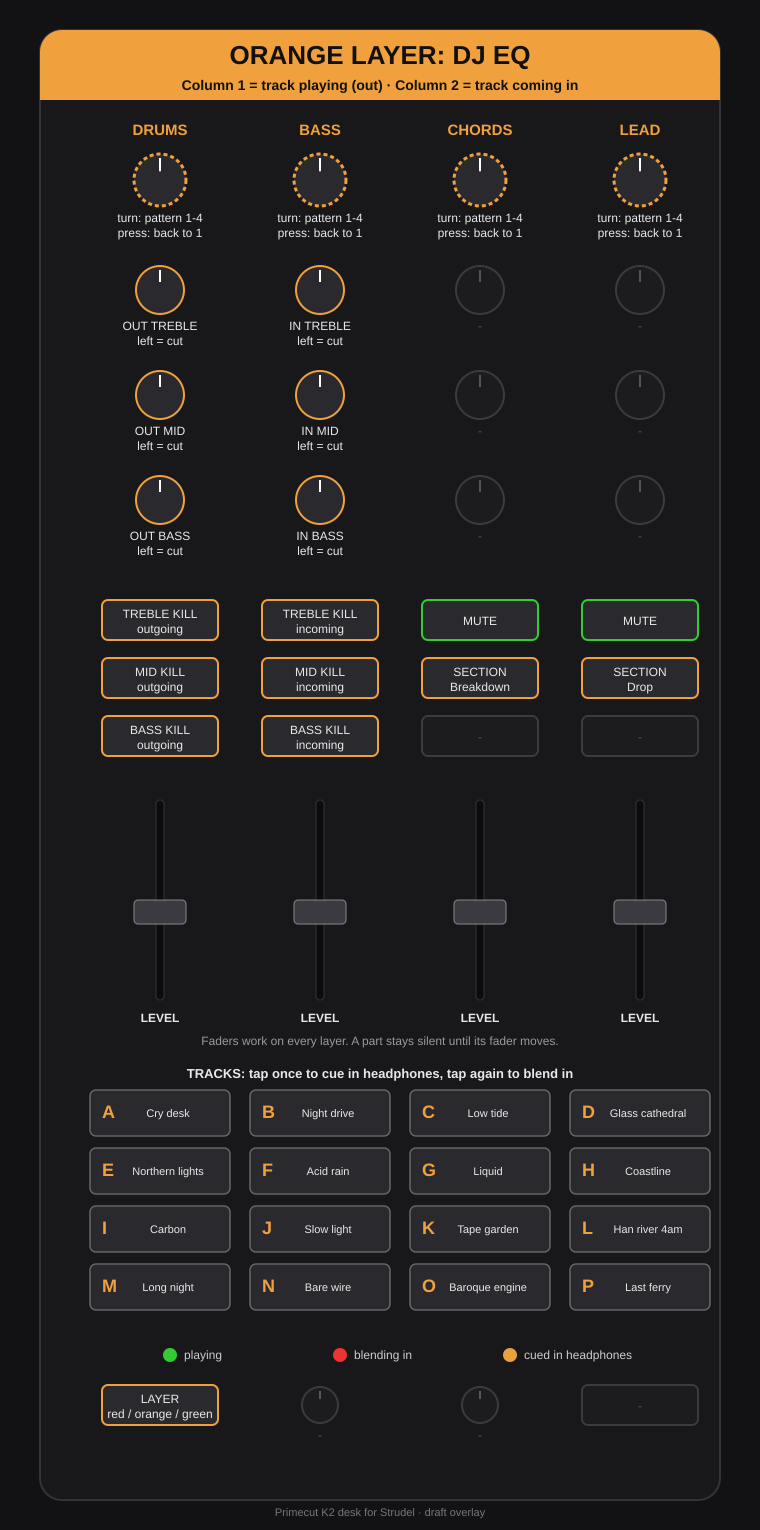 ORANGE LAYER: DJ EQ
Column 1 = track playing (out) · Column 2 = track coming in
DRUMS BASS CHORDS LEAD
turn: pattern 1-4 turn: pattern 1-4 turn: pattern 1-4 turn: pattern 1-4
press: back to 1 press: back to 1 press: back to 1 press: back to 1
OUT TREBLE IN TREBLE - -
left = cut left = cut
OUT MID IN MID - -
left = cut left = cut
OUT BASS IN BASS - -
left = cut left = cut
TREBLE KILL TREBLE KILL MUTE MUTE
outgoing incoming
MID KILL MID KILL SECTION SECTION
outgoing incoming Breakdown Drop
BASS KILL BASS KILL - -
outgoing incoming
LEVEL LEVEL LEVEL LEVEL
Faders work on every layer. A part stays silent until its fader moves.
TRACKS: tap once to cue in headphones, tap again to blend in
A Cry desk B Night drive C Low tide D Glass cathedral
E Northern lights F Acid rain G Liquid H Coastline
I Carbon J Slow light K Tape garden L Han river 4am
M Long night N Bare wire O Baroque engine P Last ferry
playing blending in cued in headphones
LAYER -
red / orange / green
- -
Primecut K2 desk for Strudel · draft overlay